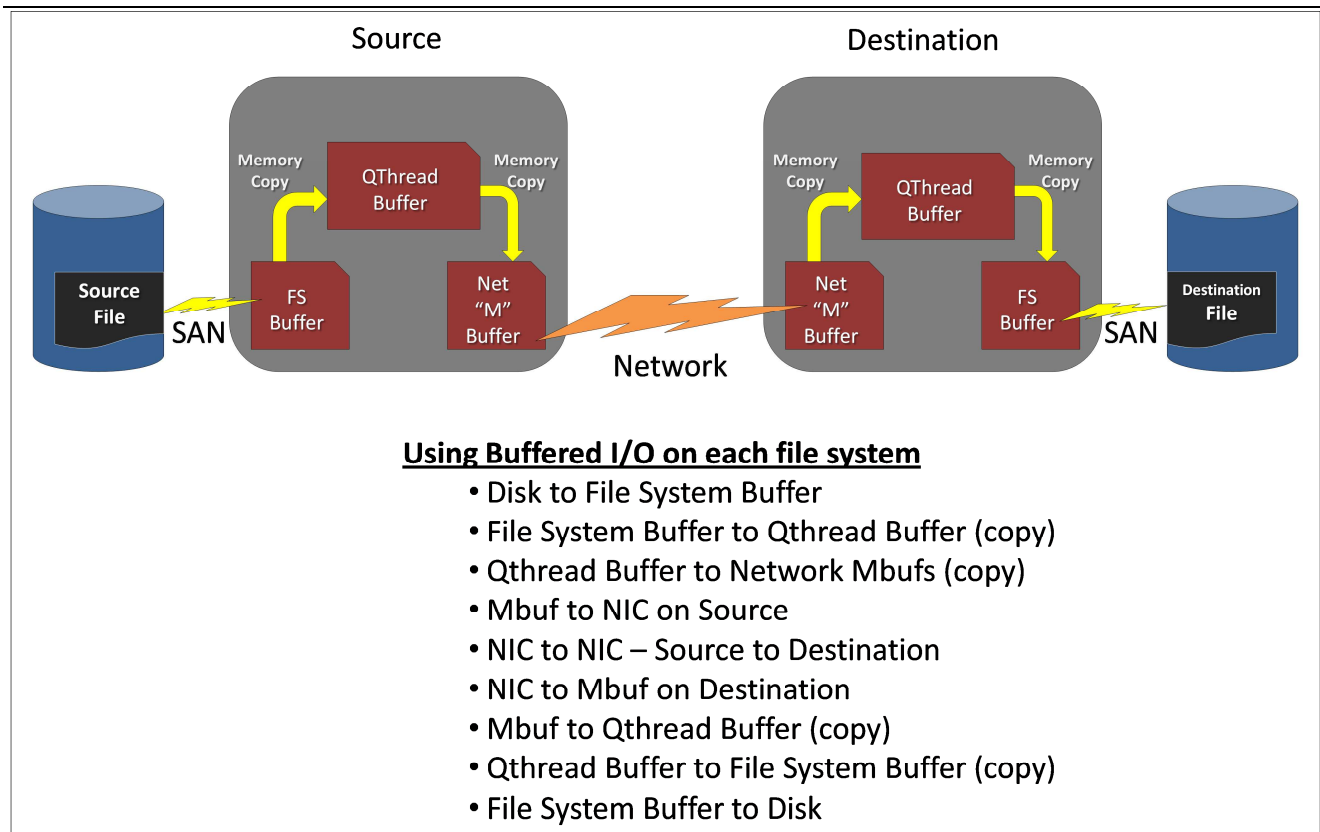 Source
Destination
Memory
Copy
QThread
Buffer
Memory
Copy
Source
File
SAN
FS
Buffer
Net
“M”
Buffer
Network
Memory
Copy
QThread
Buffer
Memory
Copy
Net
“M”
Buffer
FS
Buffer
SAN
Destination
File
Using Buffered I/O on each file system
• Disk to File System Buffer
• File System Buffer to Qthread Buffer (copy)
• Qthread Buffer to Network Mbufs (copy)
• Mbuf to NIC on Source
• NIC to NIC – Source to Destination
• NIC to Mbuf on Destination
• Mbuf to Qthread Buffer (copy)
• Qthread Buffer to File System Buffer (copy)
• File System Buffer to Disk